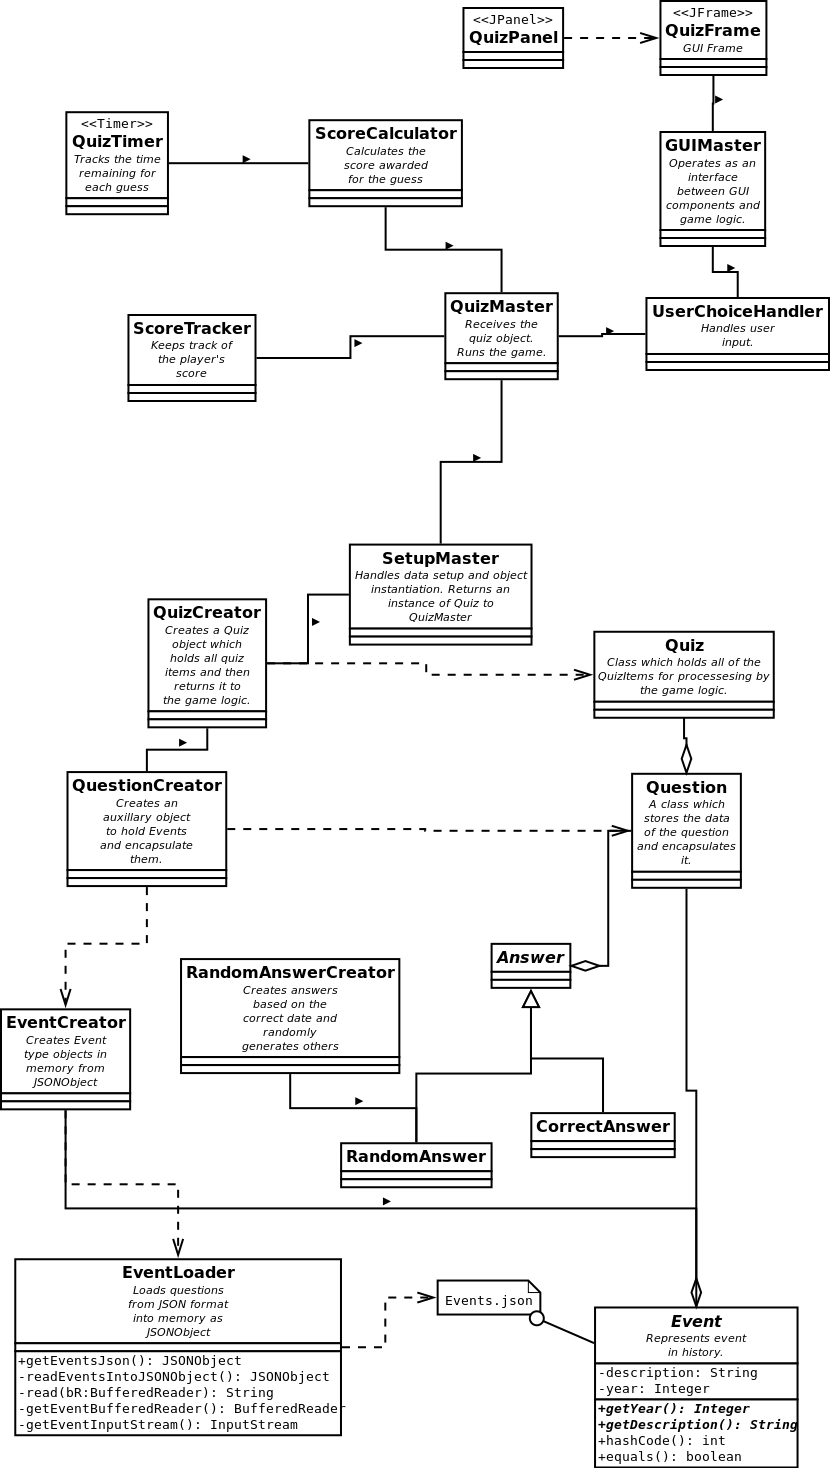 <<JPanel>>
QuizPanel
<<JFrame>>
QuizFrame
GUI Frame
<<Timer>>
QuizTimer
Tracks the time
remaining for
each guess
ScoreCalculator
Calculates the
score awarded
for the guess
GUIMaster
Operates as an
interface
between GUI
components and
game logic.
ScoreTracker
Keeps track of
the player's
score
QuizMaster
Receives the
quiz object.
Runs the game.
UserChoiceHandler
Handles user
input.
SetupMaster
Handles data setup and object
instantiation. Returns an
instance of Quiz to
QuizMaster
QuizCreator
Creates a Quiz
object which
holds all quiz
items and then
returns it to
the game logic.
Quiz
Class which holds all of the
QuizItems for processesing by
the game logic.
QuestionCreator
Creates an
auxillary object
to hold Events
and encapsulate
them.
Question
A class which
stores the data
of the question
and encapsulates
it.
Answer
RandomAnswerCreator
Creates answers
based on the
correct date and
randomly
generates others
EventCreator
Creates Event
type objects in
memory from
JSONObject
CorrectAnswer
RandomAnswer
EventLoader
Loads questions
from JSON format
into memory as
JSONObject
+getEventsJson(): JSONObject
-readEventsIntoJSONObject(): JSONObject
-read(bR:BufferedReader): String
-getEventBufferedReader(): BufferedReader
-getEventInputStream(): InputStream
Events.json
Event
Represents event
in history.
-description: String
-year: Integer
+getYear(): Integer
+getDescription(): String
+hashCode(): int
+equals(): boolean